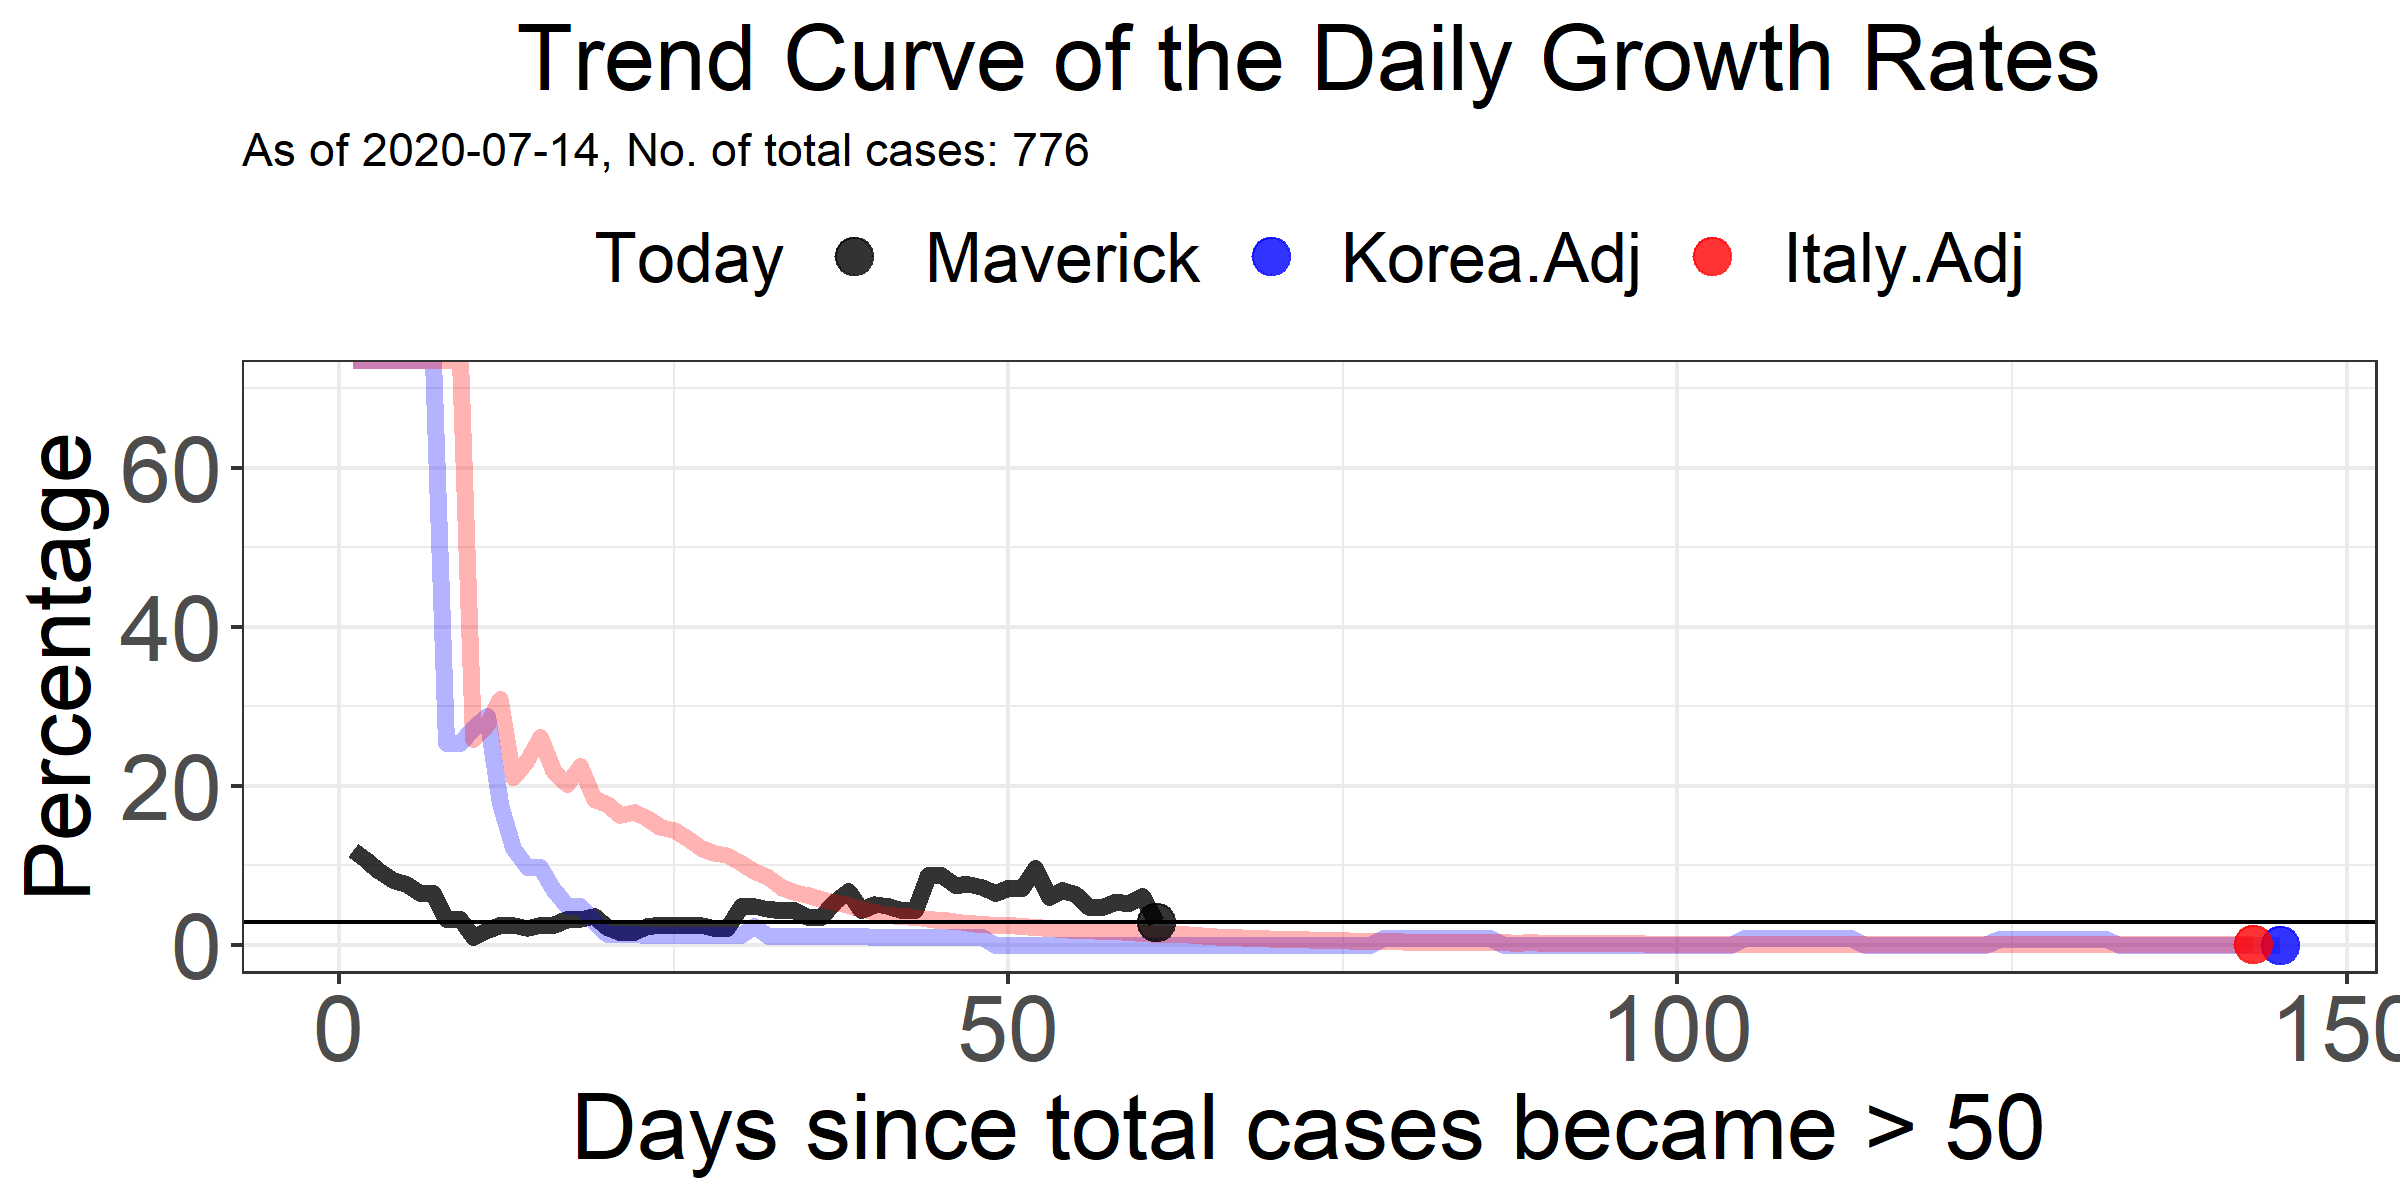 Trend Curve of the Daily Growth Rates
As of 2020-07-14, No. of total cases: 776
Today Maverick Korea.Adj Italy.Adj
Percentage
60
40
20
0
0 50 100 150
Days since total cases became > 50